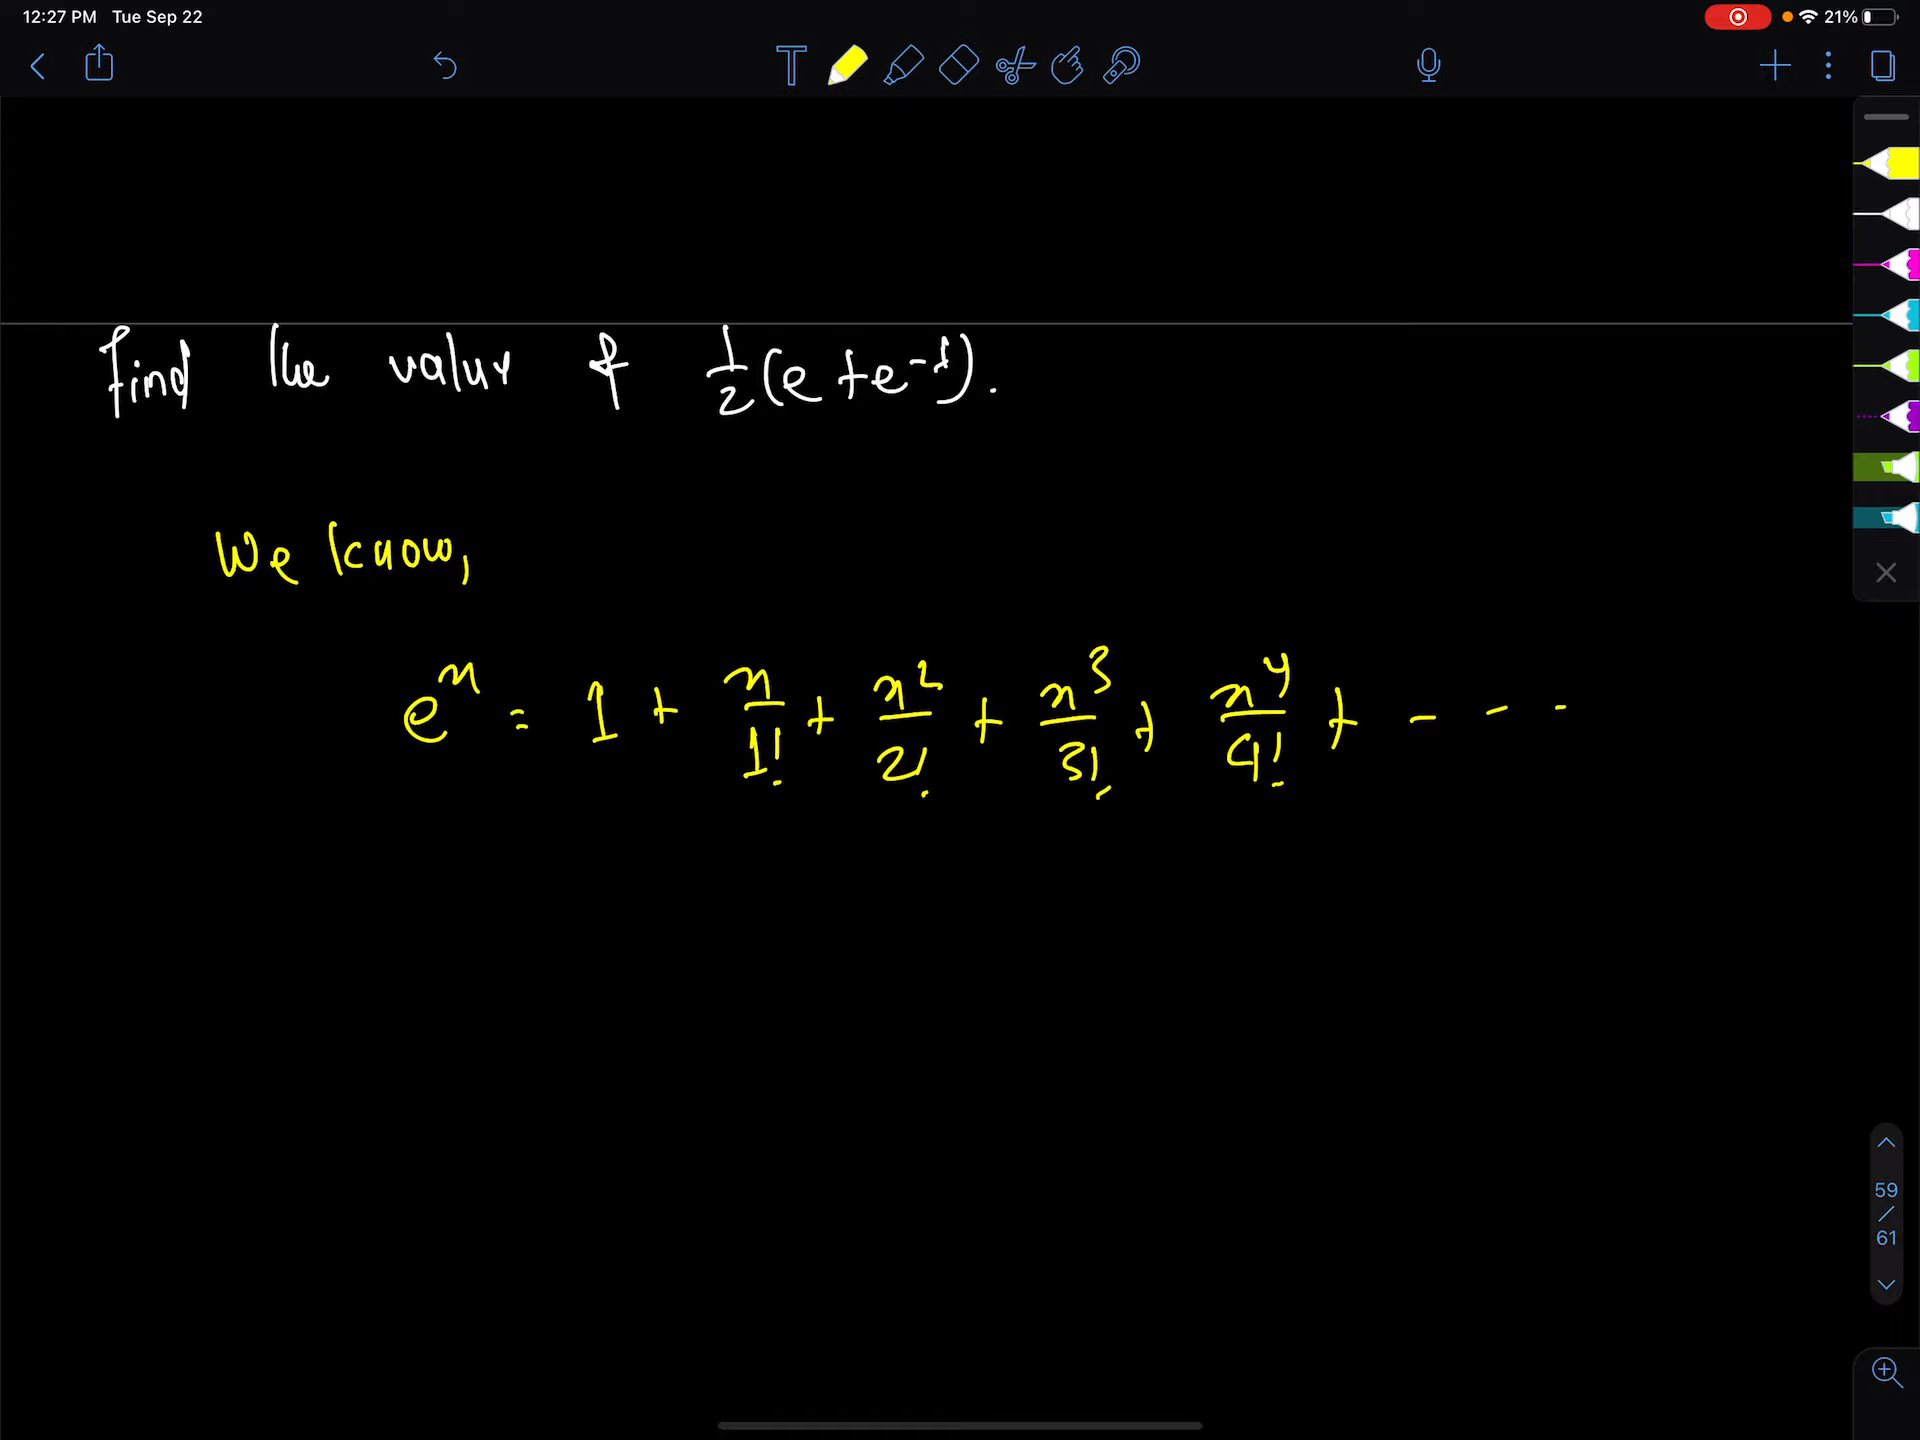 12:27 PM Tue Sep 22
21%
Find the value of 1/2(e+e⁻¹).
We know,
eˣ = 1 + x/1! + x²/2! + x³/3! + x⁴/4! + - - -
59
/
61